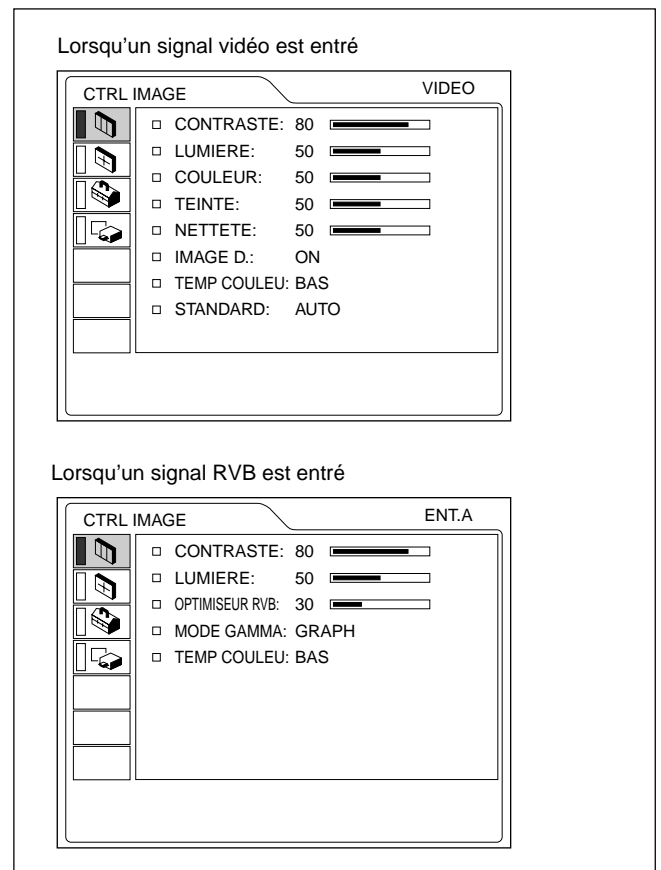 Lorsqu'un signal vidéo est entré
CTRL IMAGE VIDEO
CONTRASTE: 80
LUMIERE: 50
COULEUR: 50
TEINTE: 50
NETTETE: 50
IMAGE D.: ON
TEMP COULEU: BAS
STANDARD: AUTO
Lorsqu'un signal RVB est entré
CTRL IMAGE ENT.A
CONTRASTE: 80
LUMIERE: 50
OPTIMISEUR RVB: 30
MODE GAMMA: GRAPH
TEMP COULEU: BAS